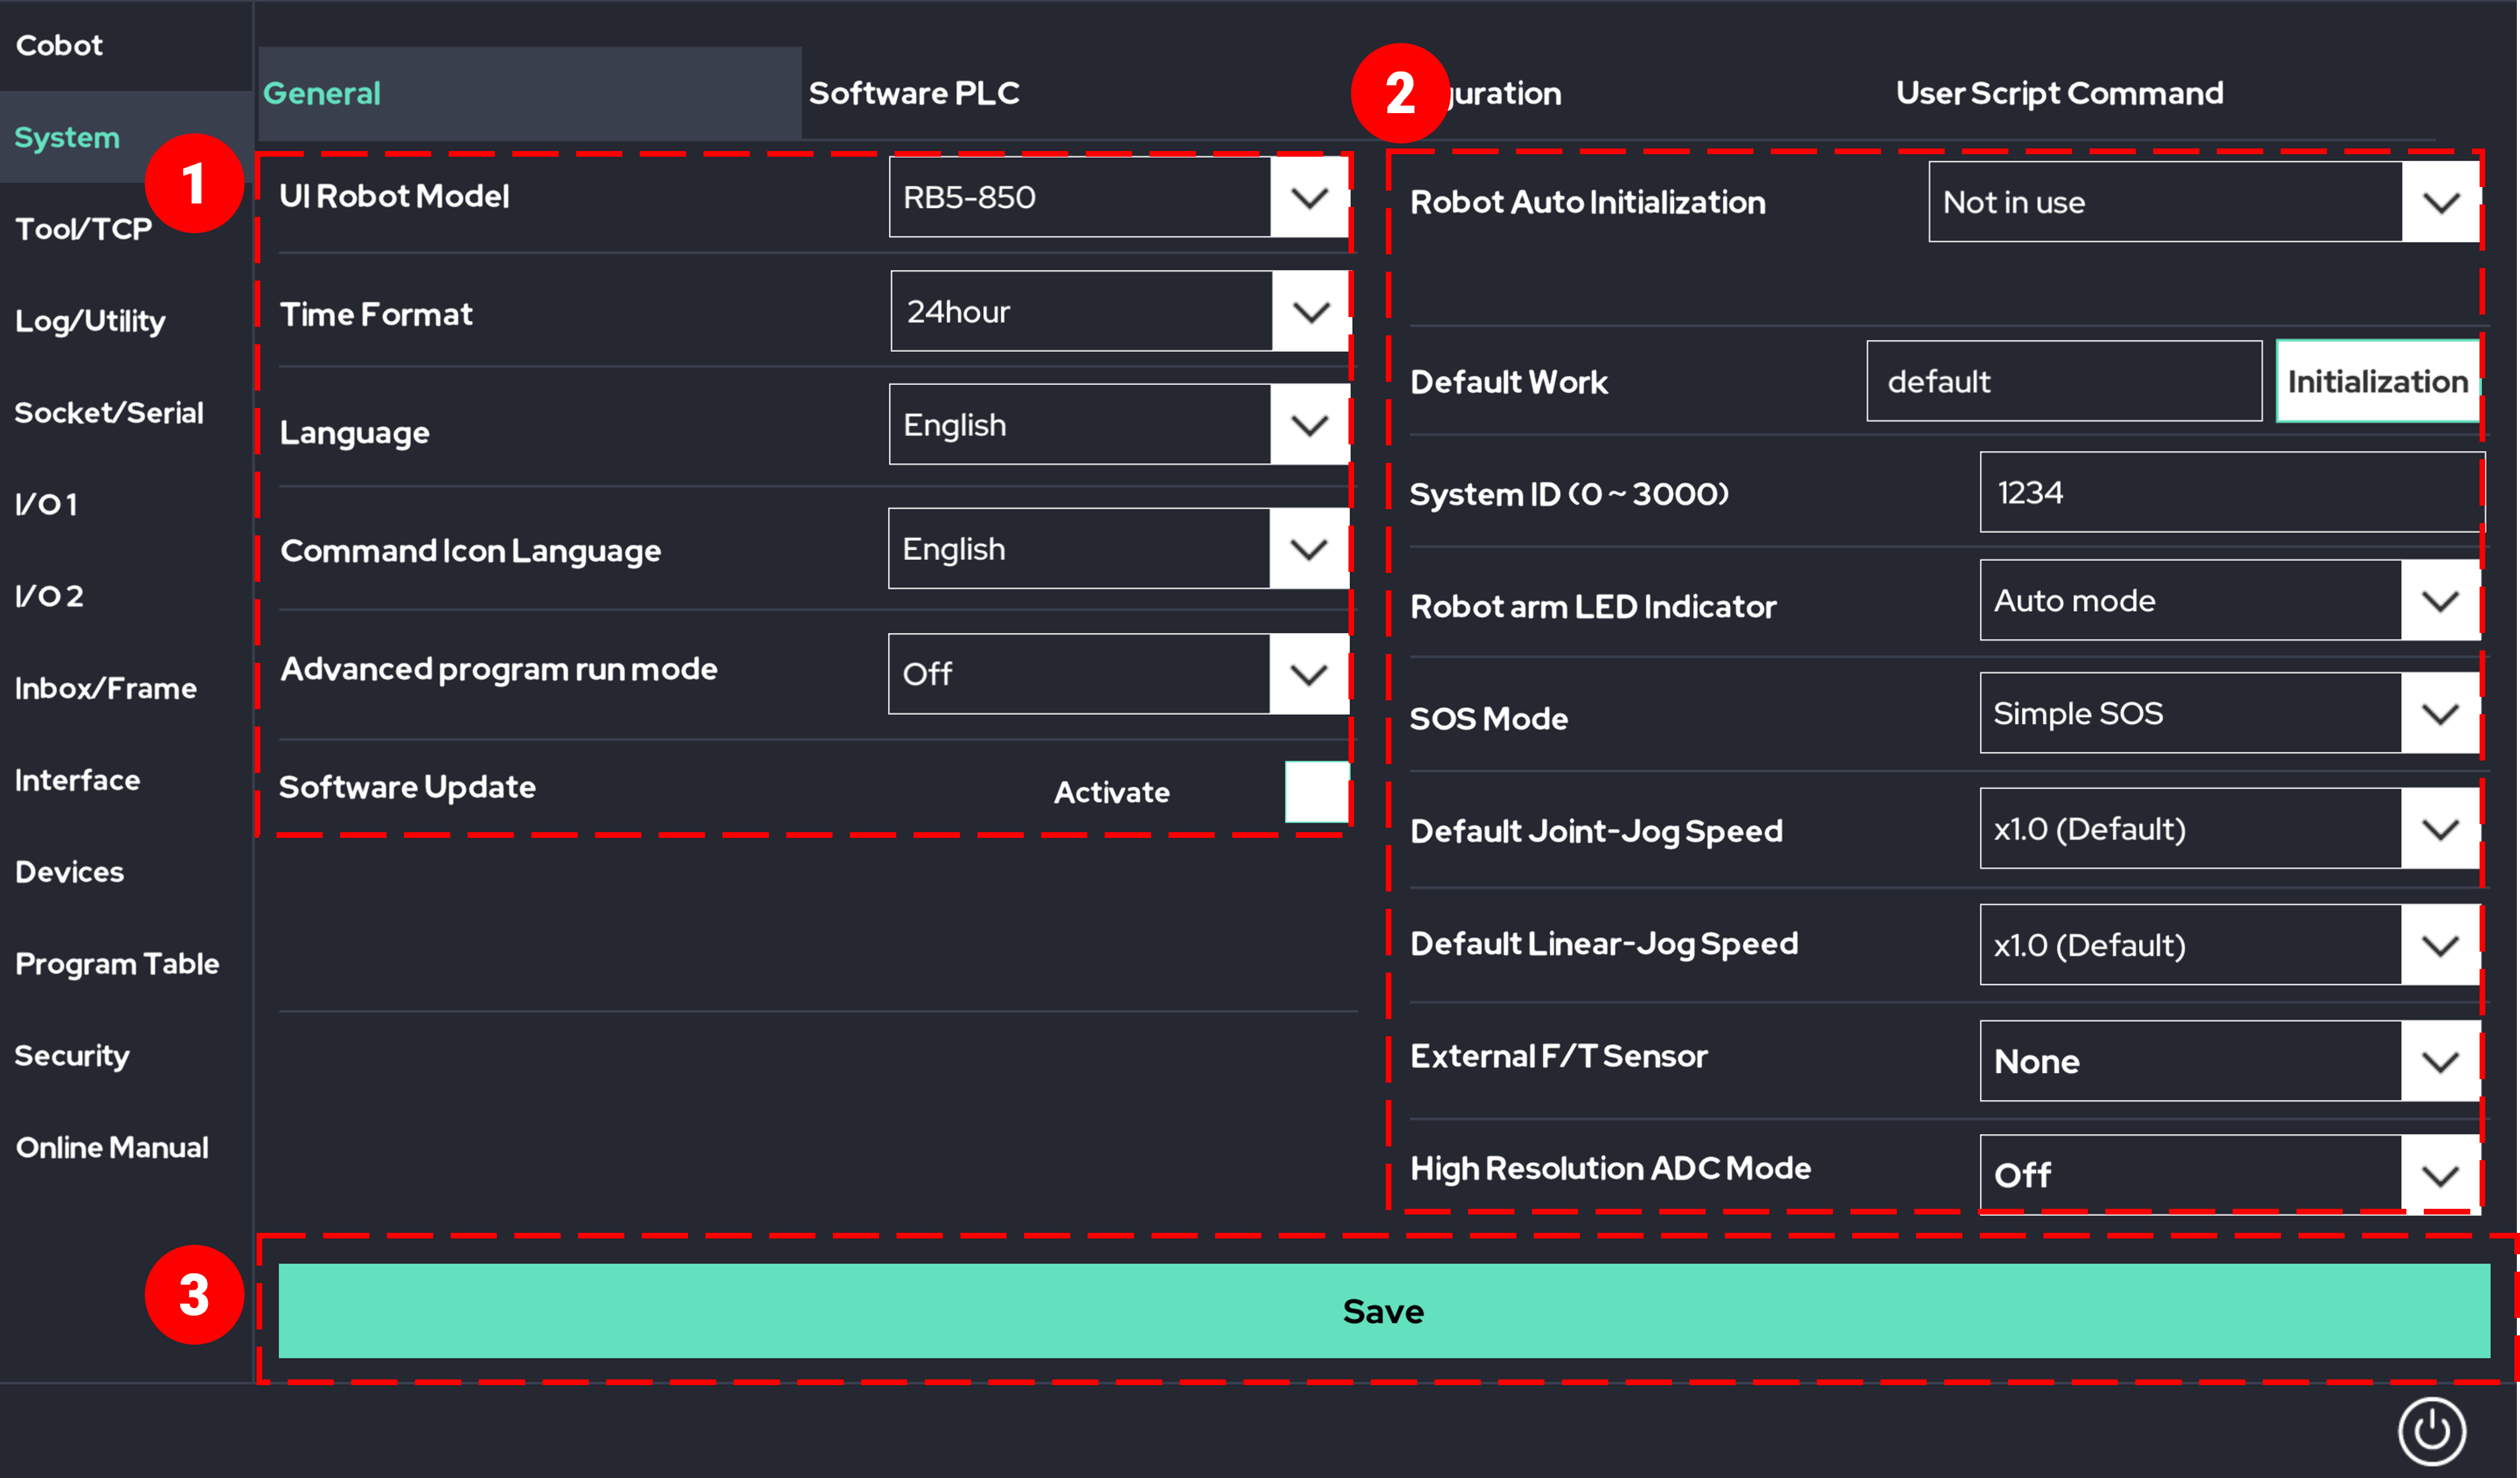 Cobot
System
Tool/TCP
Log/Utility
Socket/Serial
I/O 1
I/O 2
Inbox/Frame
Interface
Devices
Program Table
Security
Online Manual
General
Software PLC
2
User Script Command
1
UI Robot Model
RB5-850
Time Format
24hour
Language
English
Command Icon Language
English
Advanced program run mode
Off
Software Update
Activate
Robot Auto Initialization
Not in use
Default Work
default
Initialization
System ID (0 ~ 3000)
1234
Robot arm LED Indicator
Auto mode
SOS Mode
Simple SOS
Default Joint-Jog Speed
x1.0 (Default)
Default Linear-Jog Speed
x1.0 (Default)
External F/T Sensor
None
High Resolution ADC Mode
Off
3
Save